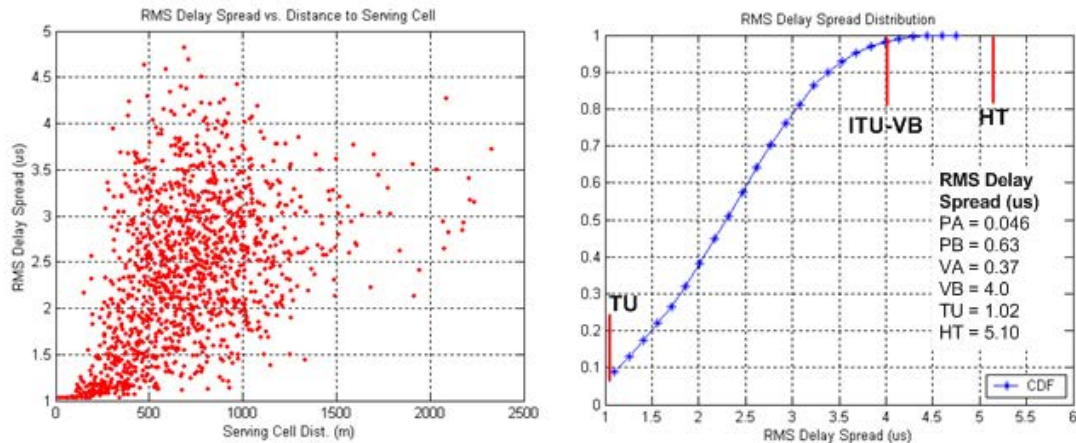 RMS Delay Spread vs. Distance to Serving Cell
5
4.5
4
3.5
3
2.5
2
1.5
1
RMS Delay Spread (us)
0 500 1000 1500 2000 2500
Serving Cell Dist. (m)
RMS Delay Spread Distribution
1
0.9
0.8
0.7
0.6
0.5
0.4
0.3
0.2
0.1
0
TU
ITU-VB
HT
RMS Delay
Spread (us)
PA = 0.046
PB = 0.63
VA = 0.37
VB = 4.0
TU = 1.02
HT = 5.10
CDF
1 1.5 2 2.5 3 3.5 4 4.5 5 5.5 6
RMS Delay Spread (us)